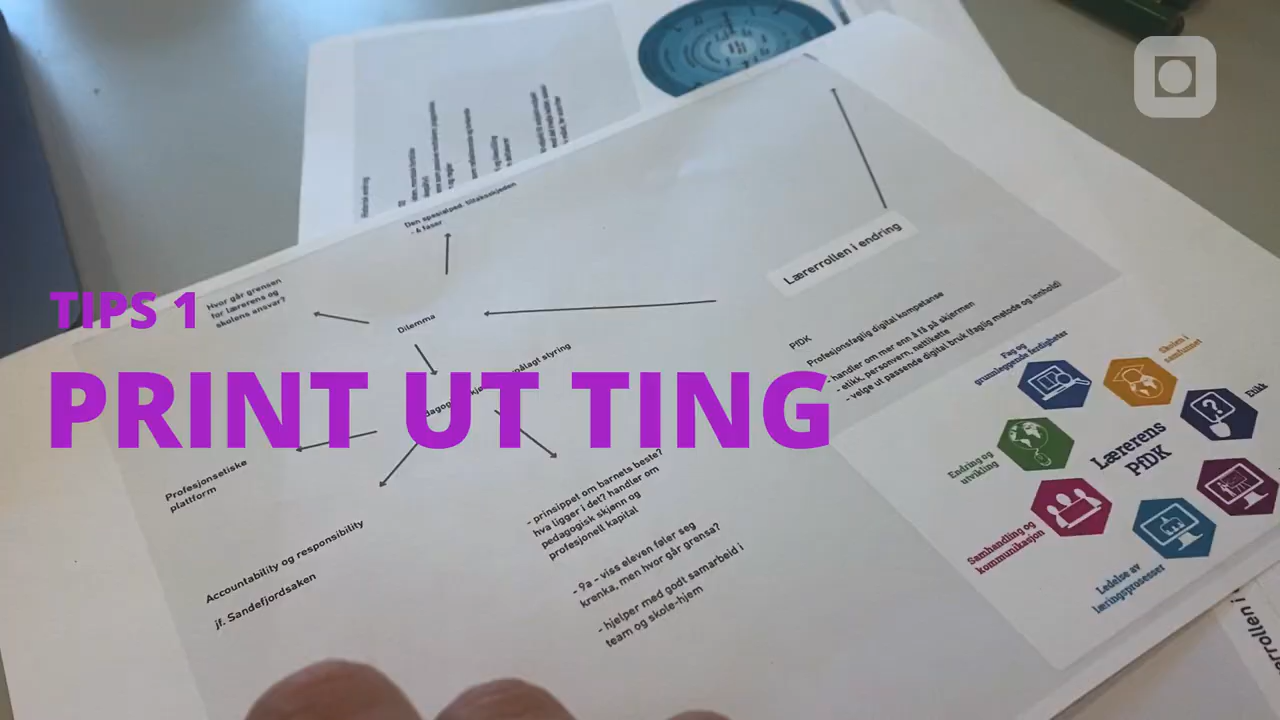 TIPS 1
PRINT UT TING
Den spesialped. tiltakskjeden
- 6 faser
Hvor går grensen
for lærerens og
skolens ansvar?
Dilemma
Lærerrollen i endring
PfDK
Profesjonsfaglig digital kompetanse
- handler om mer enn å få på skjermen
- etikk, personvern, nettikette
- velge ut passende digital bruk (faglig metode og innhold)
pålagt styring
Profesjonsetiske
plattform
Accountability og responsibility
jf. Sandefjordsaken
- prinsippet om barnets beste?
hva ligger i det? handler om
pedagogisk skjønn og
profesjonell kapital
- 9a - viss eleven føler seg
krenka, men hvor går grensa?
- hjelper med godt samarbeid i
team og skole-hjem
Fag og
grunnleggende ferdigheter
Skolen i
samfunnet
Etikk
Endring og
utvikling
Lærerens
PfDK
Samhandling og
kommunikasjon
Ledelse av
læringsprosesser